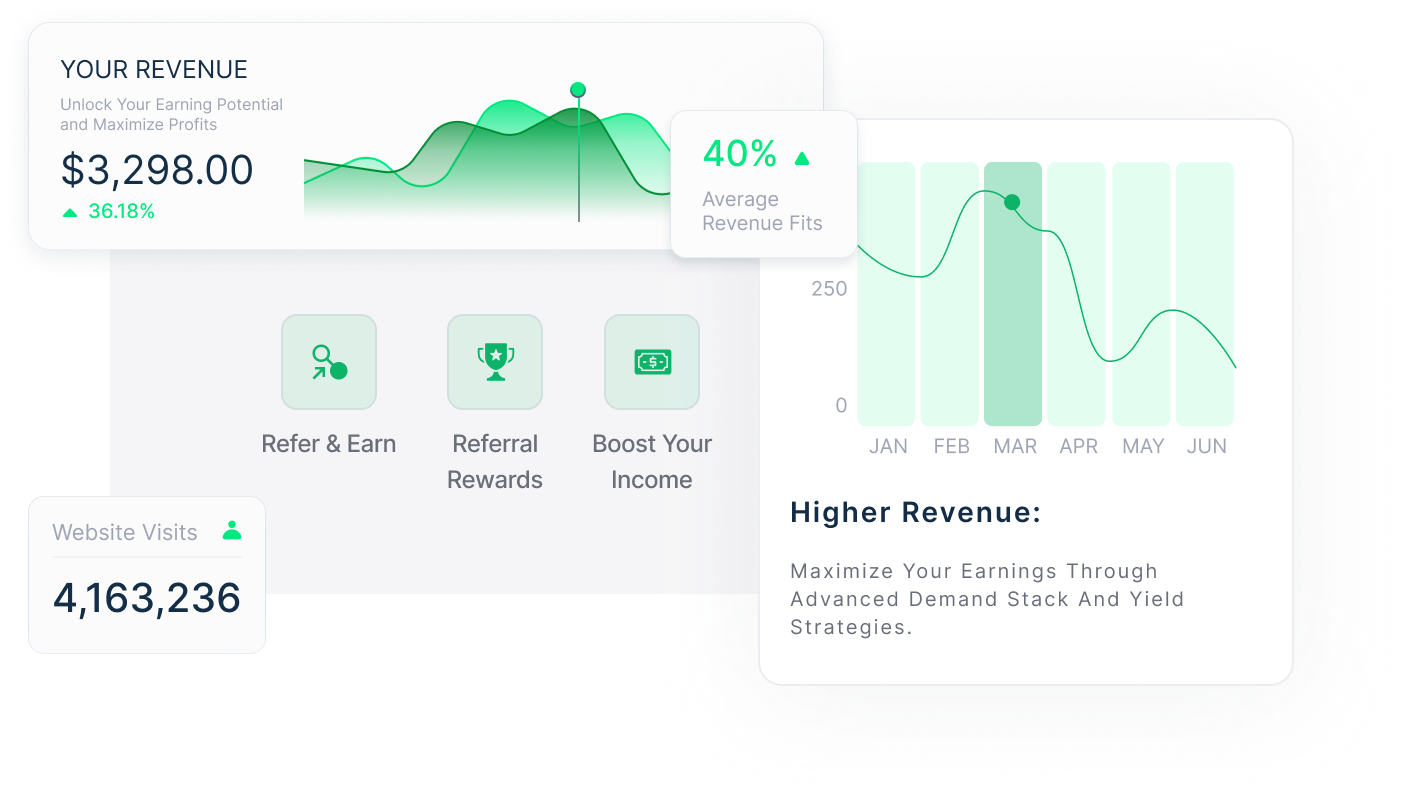 YOUR REVENUE
Unlock Your Earning Potential
and Maximize Profits
$3,298.00
36.18%
40%
Average
Revenue Fits
250
0
JAN FEB MAR APR MAY JUN
Refer & Earn
Referral
Rewards
Boost Your
Income
Website Visits
4,163,236
Higher Revenue:
Maximize Your Earnings Through
Advanced Demand Stack And Yield
Strategies.